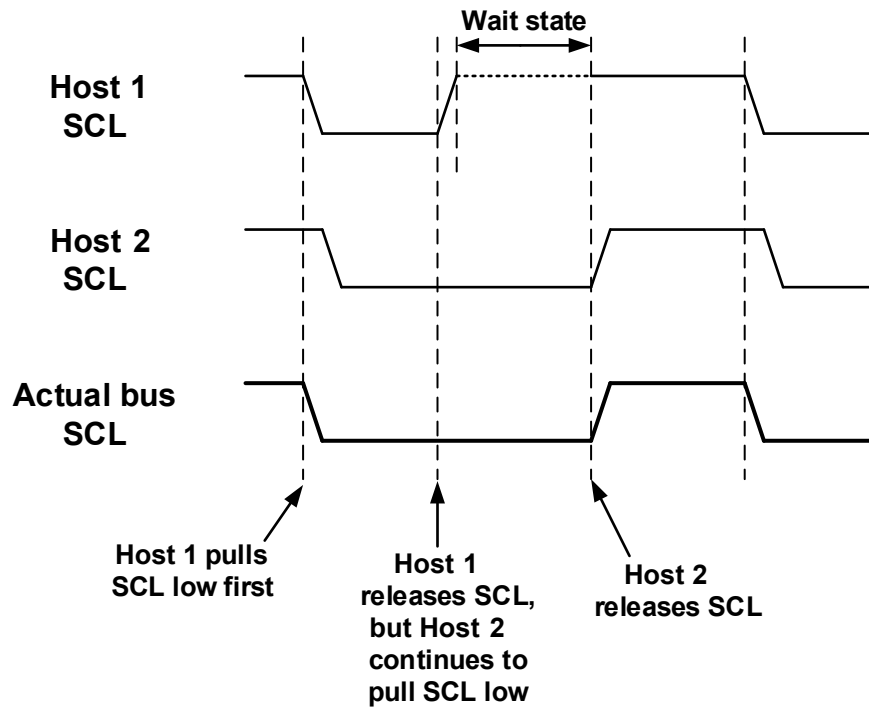 Wait state
Host 1
SCL
Host 2
SCL
Actual bus
SCL
Host 1 pulls
SCL low first
Host 1
releases SCL,
but Host 2
continues to
pull SCL low
Host 2
releases SCL